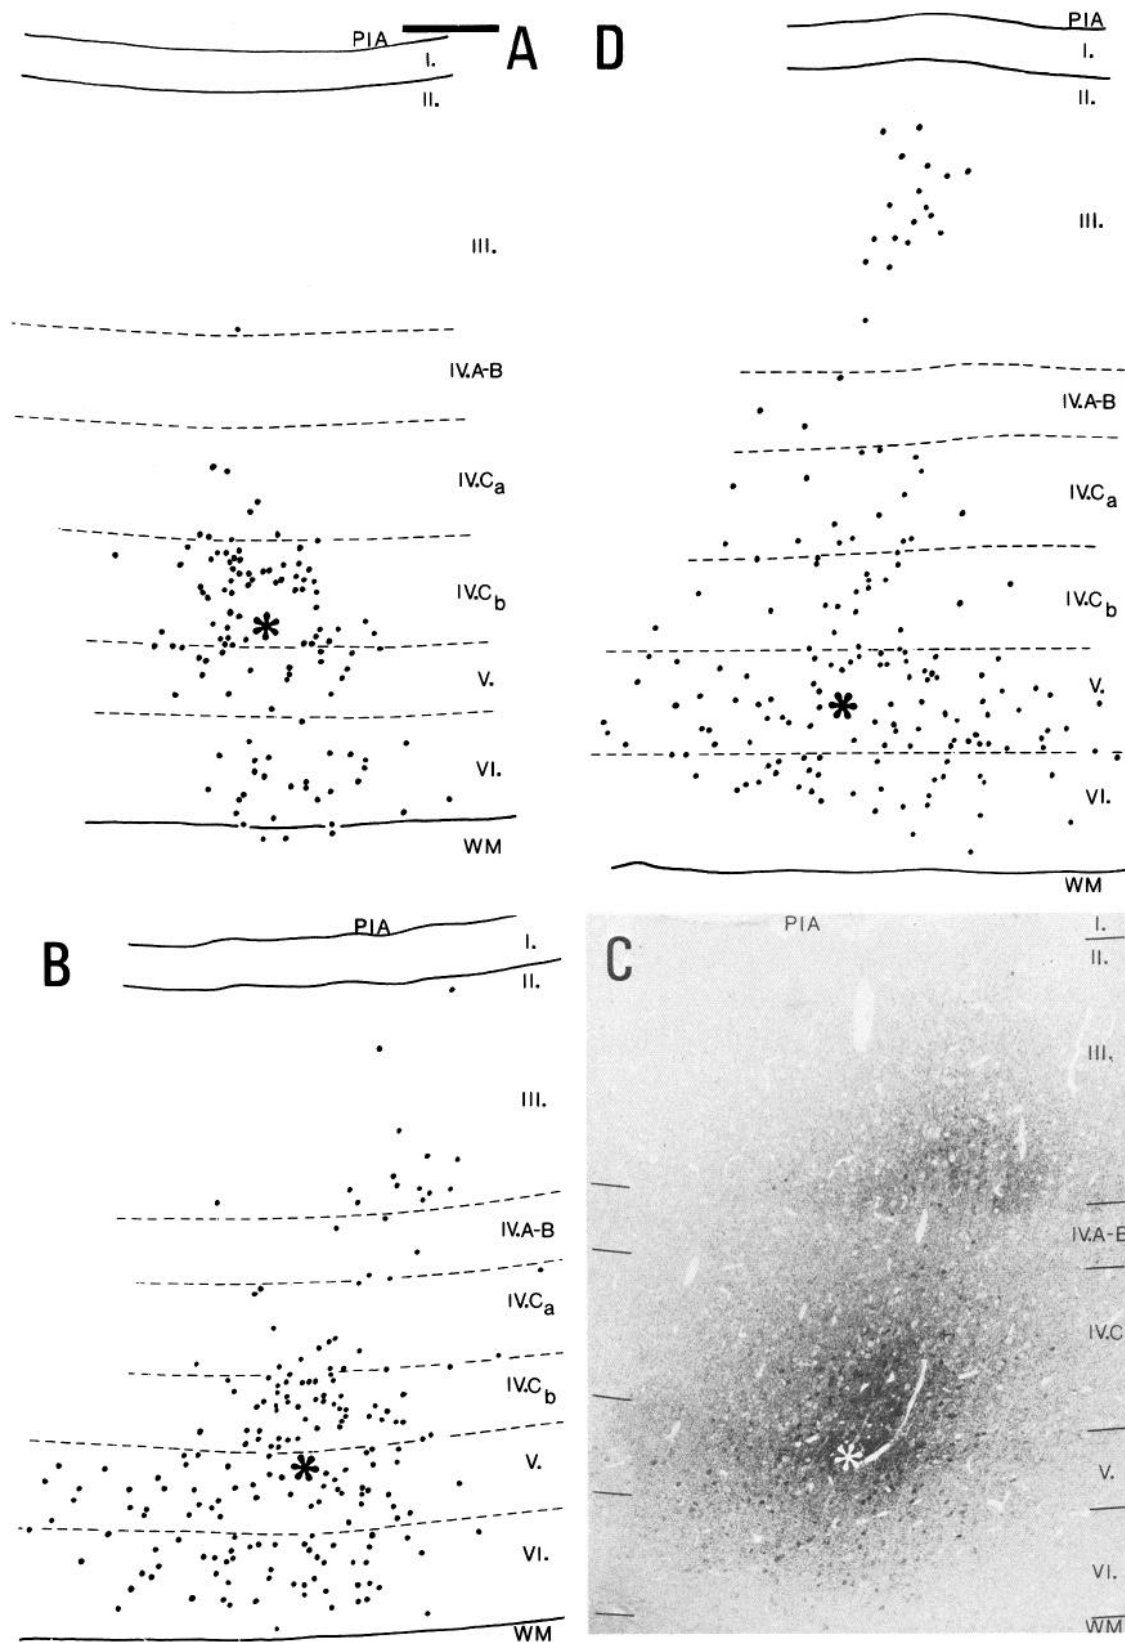 A
PIA
I.
II.
III.
IV.A-B
IV.Ca
IV.Cb
V.
VI.
WM
D
PIA
I.
II.
III.
IV.A-B
IV.Ca
IV.Cb
V.
VI.
WM
B
PIA
I.
II.
III.
IV.A-B
IV.Ca
IV.Cb
V.
VI.
WM
C
PIA
I.
II.
III.
IV.A-B
IV.C
V.
VI.
WM